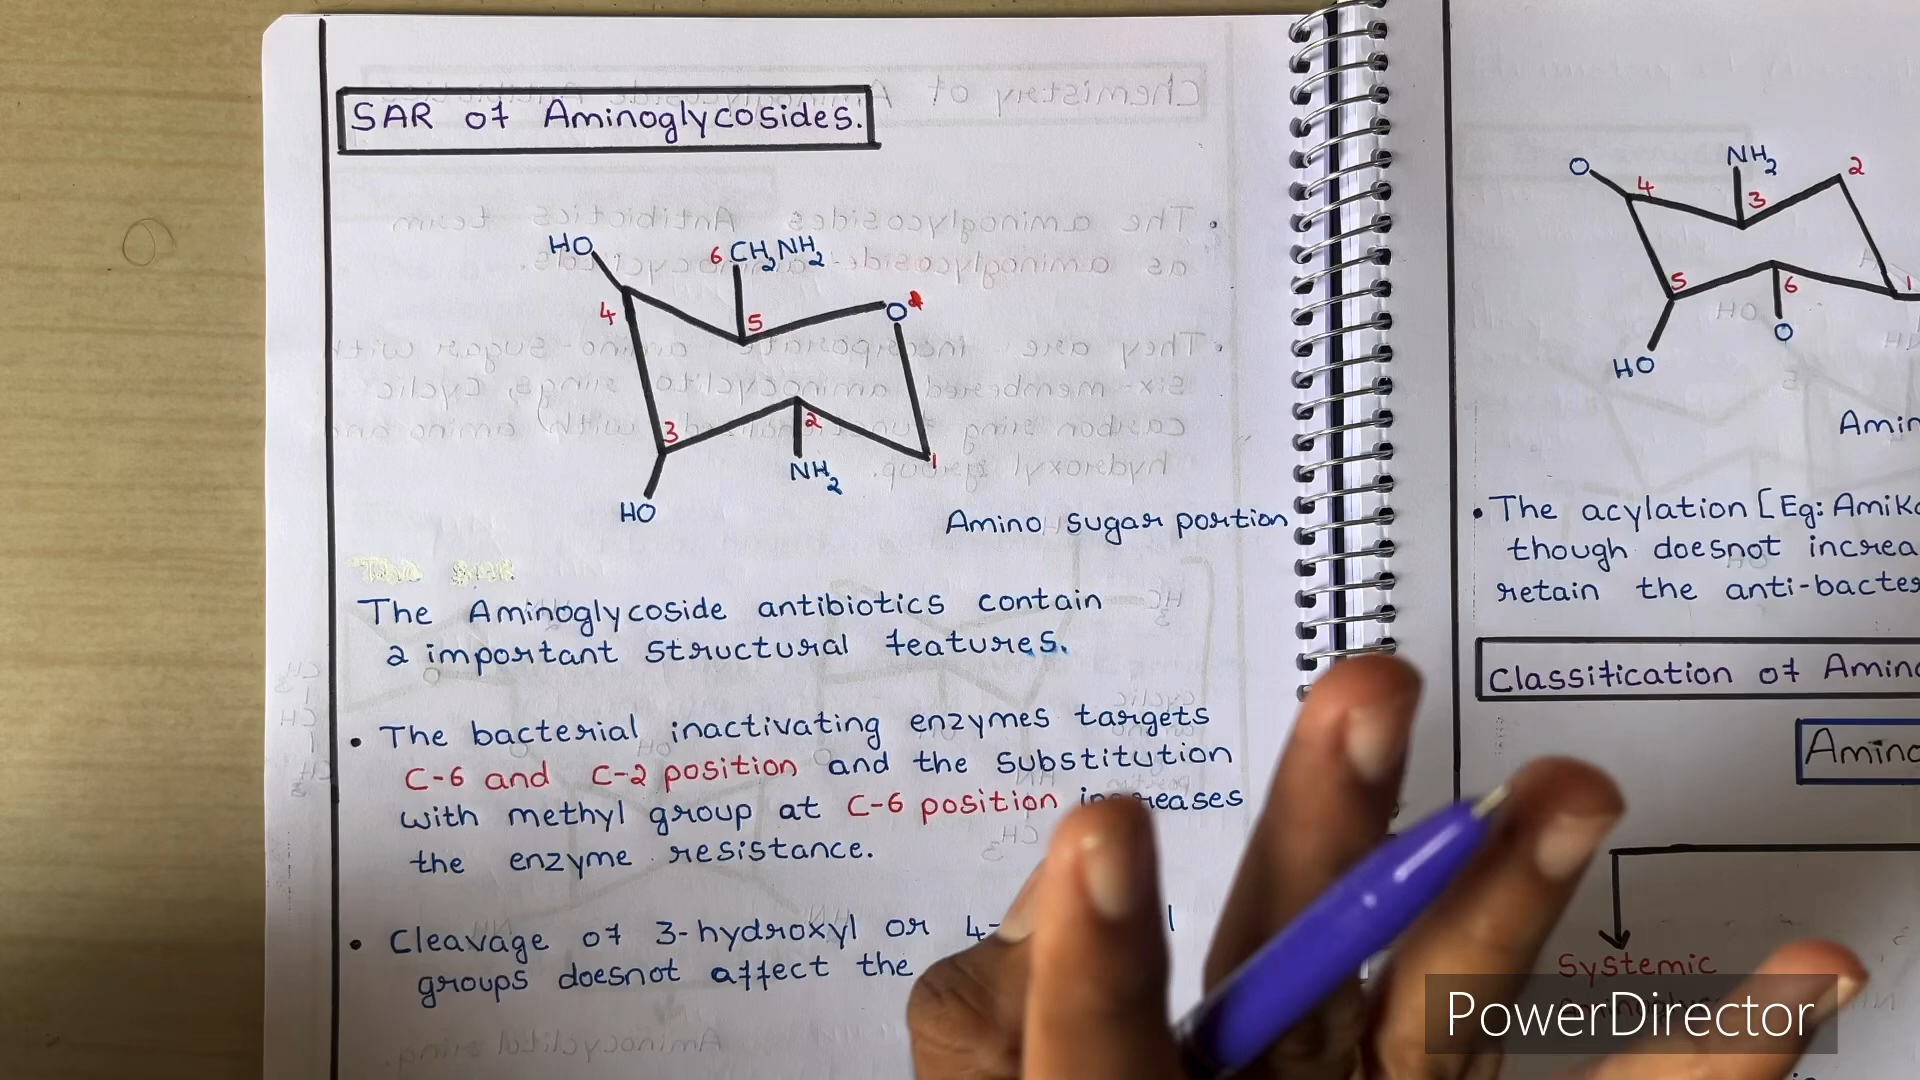 SAR of Aminoglycosides.
HO
6 CH2NH2
4
5
O
3
2
NH2
1
HO
Amino sugar portion
The Aminoglycoside antibiotics contain
2 important structural features.
• The bacterial inactivating enzymes targets
C-6 and C-2 position and the substitution
with methyl group at C-6 position increases
the enzyme resistance.
• Cleavage of 3-hydroxyl or 4-
groups doesnot affect the
O
4
NH2
3
2
5
6
1
HO
O
Amin
• The acylation [Eg: Amik
though doesnot increa
retain the anti-bacte
Classification of Amin
Amino
Systemic
PowerDirector